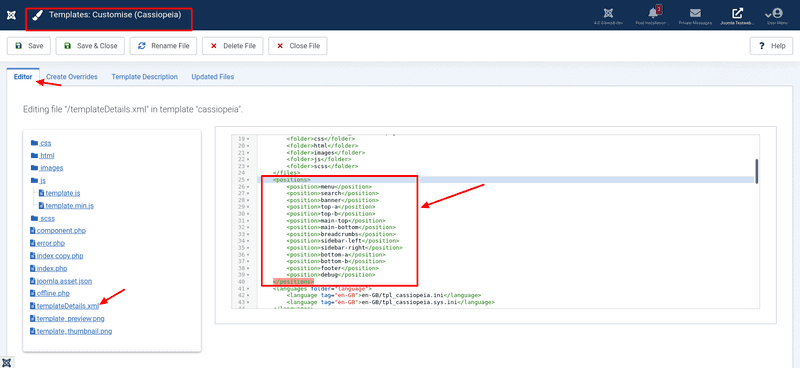 Templates: Customise (Cassiopeia)
3
Private Messages
User Menu
Save
Save & Close
Rename File
Delete File
Close File
? Help
Editor
Create Overrides
Template Description
Updated Files
Editing file "/templateDetails.xml" in template "cassiopeia".
css
html
images
js
template.js
template.min.js
scss
component.php
error.php
index copy.php
index.php
joomla.asset.json
offline.php
templateDetails.xml
template_preview.png
template_thumbnail.png
19 <folder>css</folder>
20 <folder>html</folder>
21 <folder>images</folder>
22 <folder>js</folder>
23 <folder>scss</folder>
24 </files>
25 <positions>
26 <position>menu</position>
27 <position>search</position>
28 <position>banner</position>
29 <position>top-a</position>
30 <position>top-b</position>
31 <position>main-top</position>
32 <position>main-bottom</position>
33 <position>breadcrumbs</position>
34 <position>sidebar-left</position>
35 <position>sidebar-right</position>
36 <position>bottom-a</position>
37 <position>bottom-b</position>
38 <position>footer</position>
39 <position>debug</position>
40 </positions>
41 <languages folder="language">
42 <language tag="en-GB">en-GB/tpl_cassiopeia.ini</language>
43 <language tag="en-GB">en-GB/tpl_cassiopeia.sys.ini</language>
44